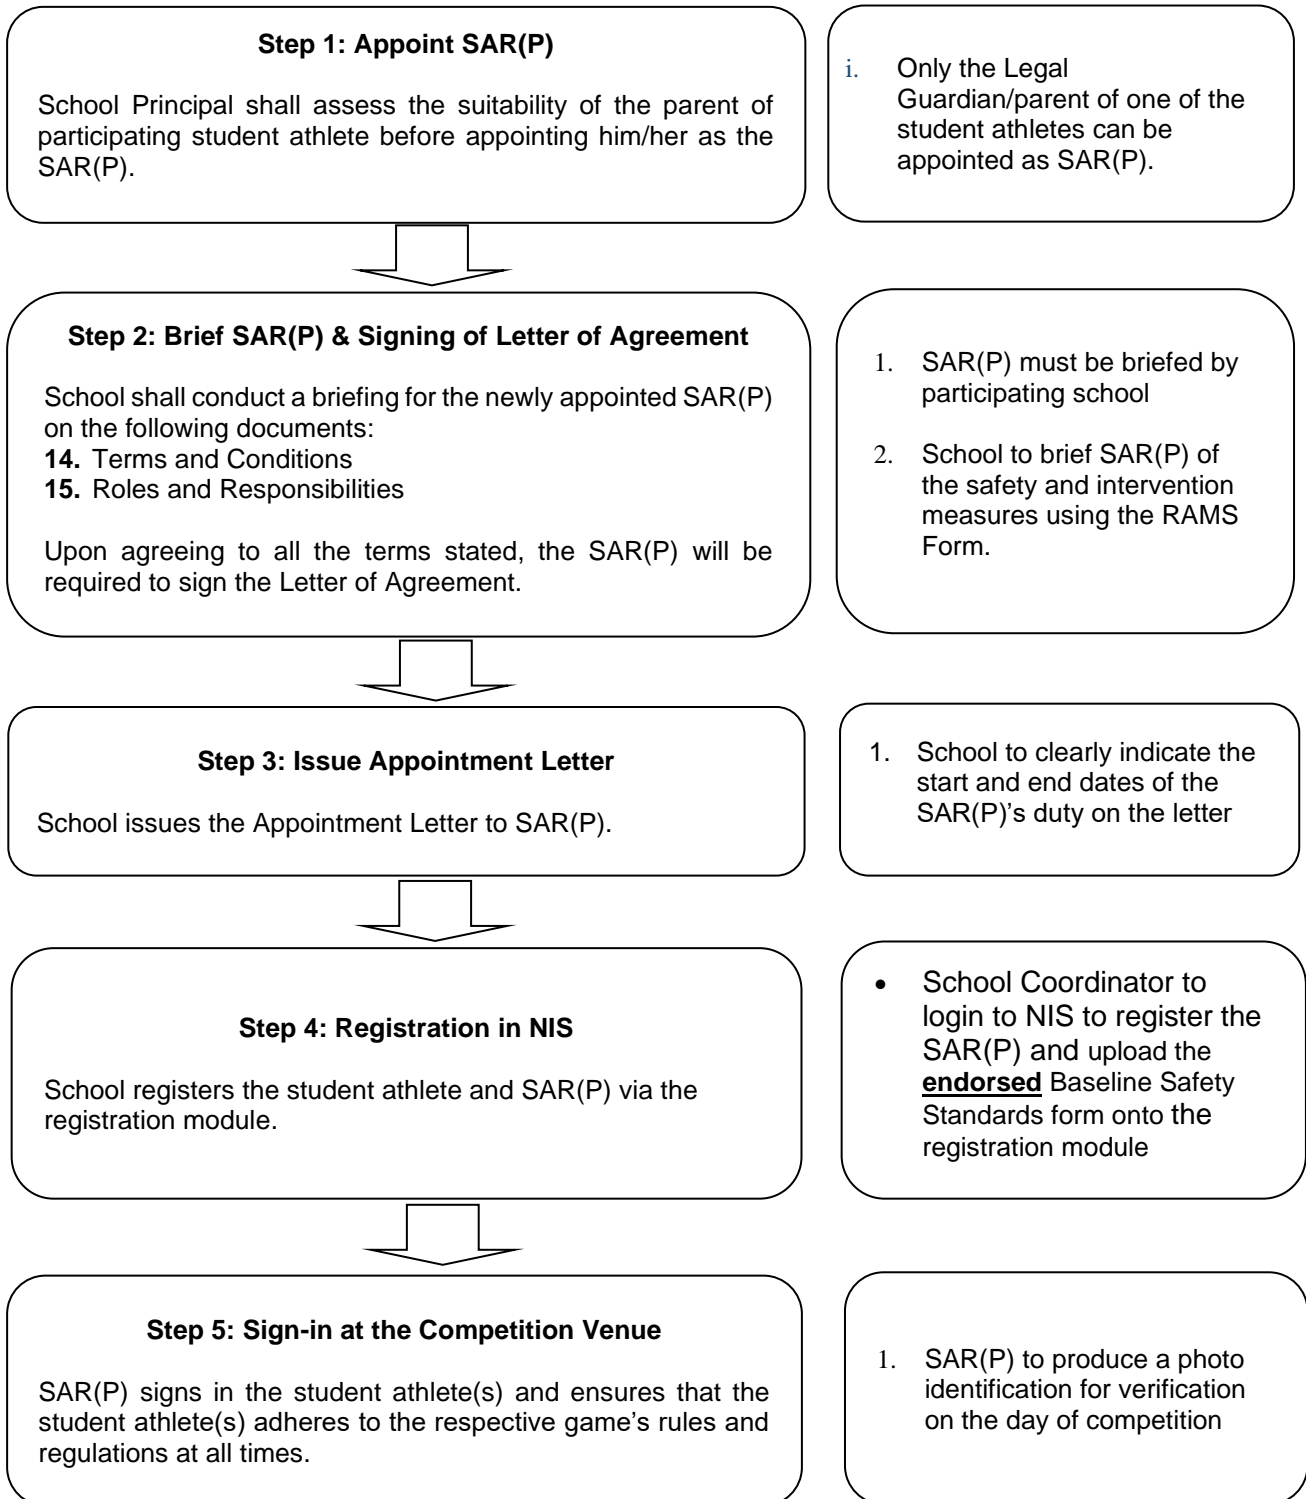 Step 1: Appoint SAR(P)
School Principal shall assess the suitability of the parent of
participating student athlete before appointing him/her as the
SAR(P).
i. Only the Legal
Guardian/parent of one of the
student athletes can be
appointed as SAR(P).
Step 2: Brief SAR(P) & Signing of Letter of Agreement
School shall conduct a briefing for the newly appointed SAR(P)
on the following documents:
14. Terms and Conditions
15. Roles and Responsibilities
Upon agreeing to all the terms stated, the SAR(P) will be
required to sign the Letter of Agreement.
1. SAR(P) must be briefed by
participating school
2. School to brief SAR(P) of
the safety and intervention
measures using the RAMS
Form.
Step 3: Issue Appointment Letter
School issues the Appointment Letter to SAR(P).
1. School to clearly indicate the
start and end dates of the
SAR(P)’s duty on the letter
Step 4: Registration in NIS
School registers the student athlete and SAR(P) via the
registration module.
• School Coordinator to
login to NIS to register the
SAR(P) and upload the
endorsed Baseline Safety
Standards form onto the
registration module
Step 5: Sign-in at the Competition Venue
SAR(P) signs in the student athlete(s) and ensures that the
student athlete(s) adheres to the respective game’s rules and
regulations at all times.
1. SAR(P) to produce a photo
identification for verification
on the day of competition